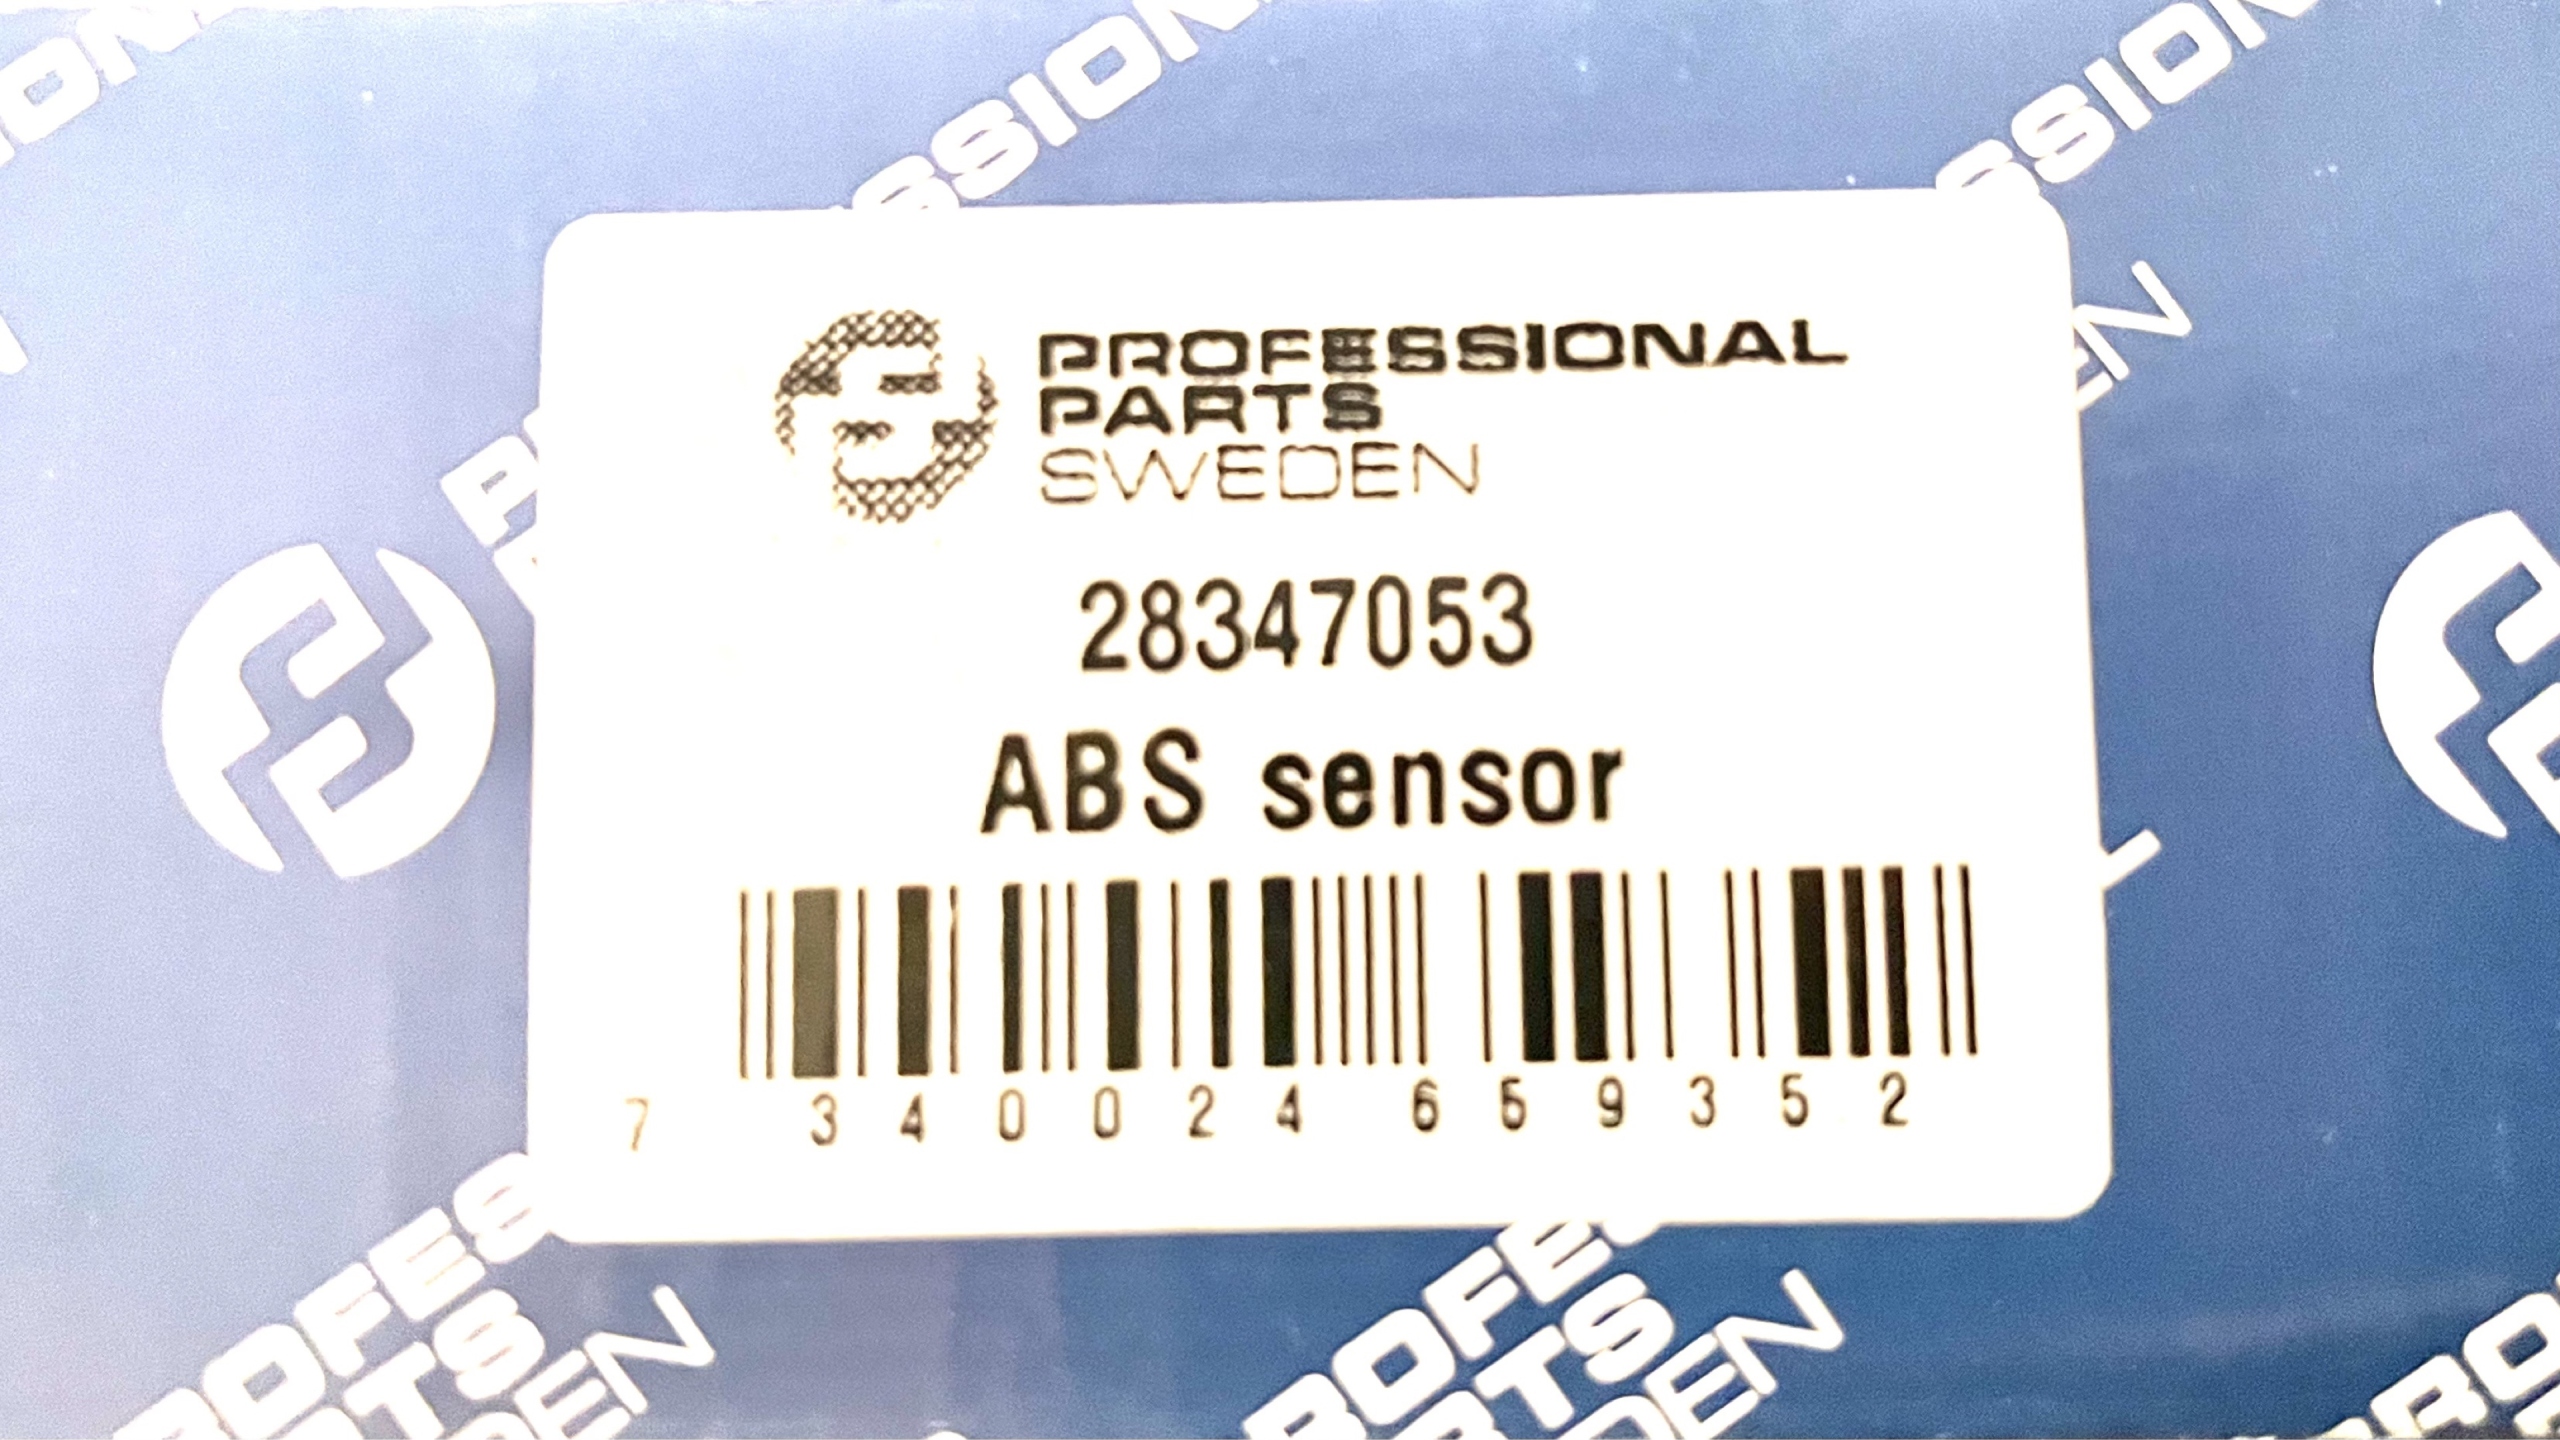 PROFESSIONAL
PARTS
SWEDEN
28347053
ABS sensor
7 340024 659352